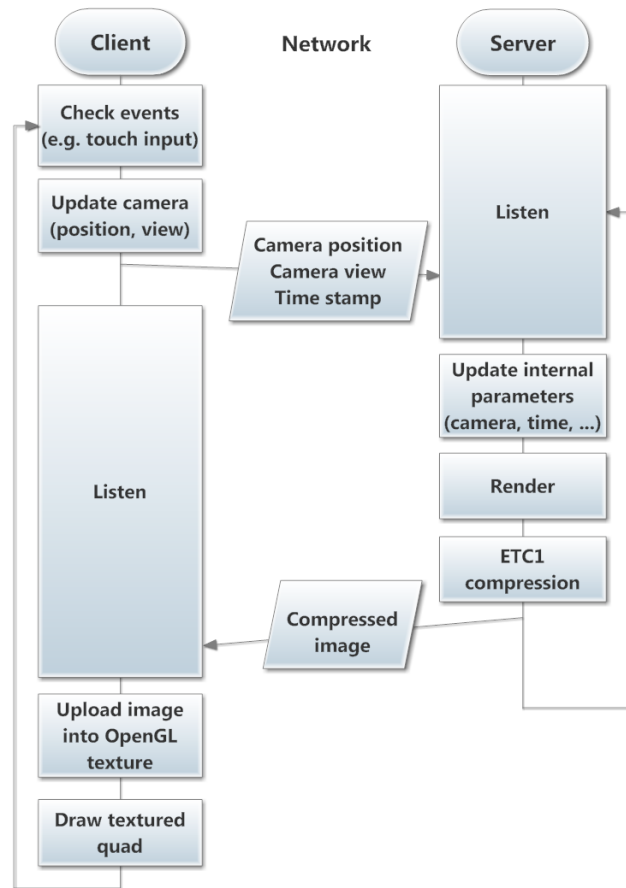 Client
Network
Server
Check events
(e.g. touch input)
Update camera
(position, view)
Listen
Camera position
Camera view
Time stamp
Update internal
parameters
(camera, time, ...)
Listen
Render
ETC1
compression
Compressed
image
Upload image
into OpenGL
texture
Draw textured
quad